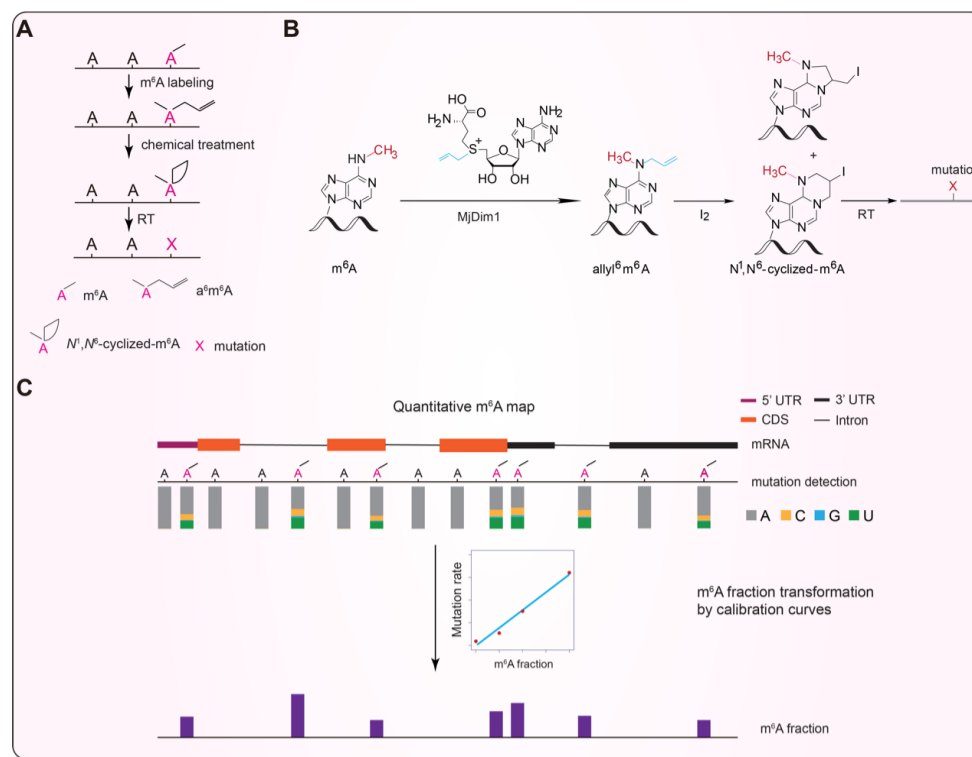 A
A A A
m⁶A labeling
A A A
chemical treatment
A A A
RT
A A X
A m⁶A A a⁶m⁶A
A N¹,N⁶-cyclized-m⁶A X mutation
B
HO
O
H₂N
S
+
O
HO OH
NH₂
N N
N N
HN CH₃
N N
N N
m⁶A
MjDim1
H₃C
N
N N
N N
allyl⁶m⁶A
I₂
H₃C
N I
N N
N
+
H₃C
N I
N N
N
N¹,N⁶-cyclized-m⁶A
RT
mutation
X
C
Quantitative m⁶A map
5' UTR 3' UTR
CDS Intron
mRNA
A A A A A A A A A A A A A A
mutation detection
A C G U
Mutation rate
m⁶A fraction
m⁶A fraction transformation
by calibration curves
m⁶A fraction